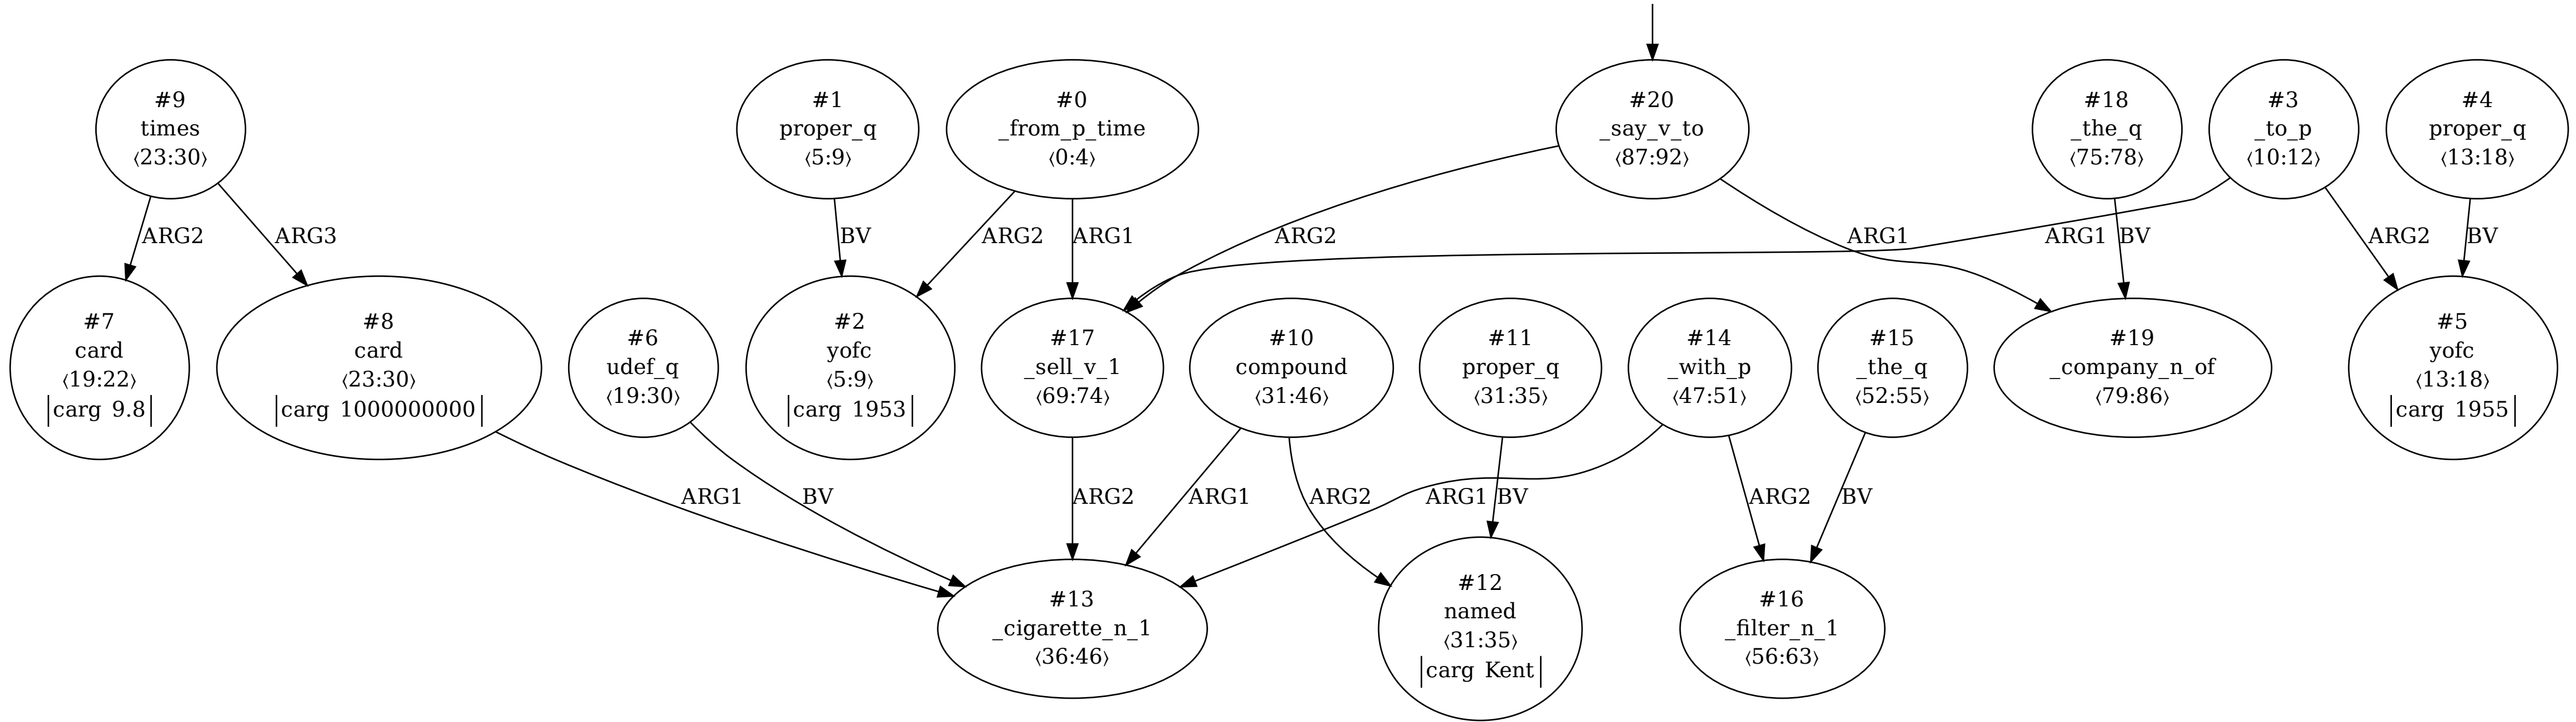 #9
times
⟨23:30⟩
#1
proper_q
⟨5:9⟩
#0
_from_p_time
⟨0:4⟩
#20
_say_v_to
⟨87:92⟩
#18
_the_q
⟨75:78⟩
#3
_to_p
⟨10:12⟩
#4
proper_q
⟨13:18⟩
ARG2
ARG3
BV
ARG2
ARG1
ARG2
ARG1
ARG1
BV
ARG2
BV
#7
card
⟨19:22⟩
carg 9.8
#8
card
⟨23:30⟩
carg 1000000000
#6
udef_q
⟨19:30⟩
#2
yofc
⟨5:9⟩
carg 1953
#17
_sell_v_1
⟨69:74⟩
#10
compound
⟨31:46⟩
#11
proper_q
⟨31:35⟩
#14
_with_p
⟨47:51⟩
#15
_the_q
⟨52:55⟩
#19
_company_n_of
⟨79:86⟩
#5
yofc
⟨13:18⟩
carg 1955
ARG1
BV
ARG2
ARG1
ARG2
ARG1
BV
ARG2
BV
#13
_cigarette_n_1
⟨36:46⟩
#12
named
⟨31:35⟩
carg Kent
#16
_filter_n_1
⟨56:63⟩